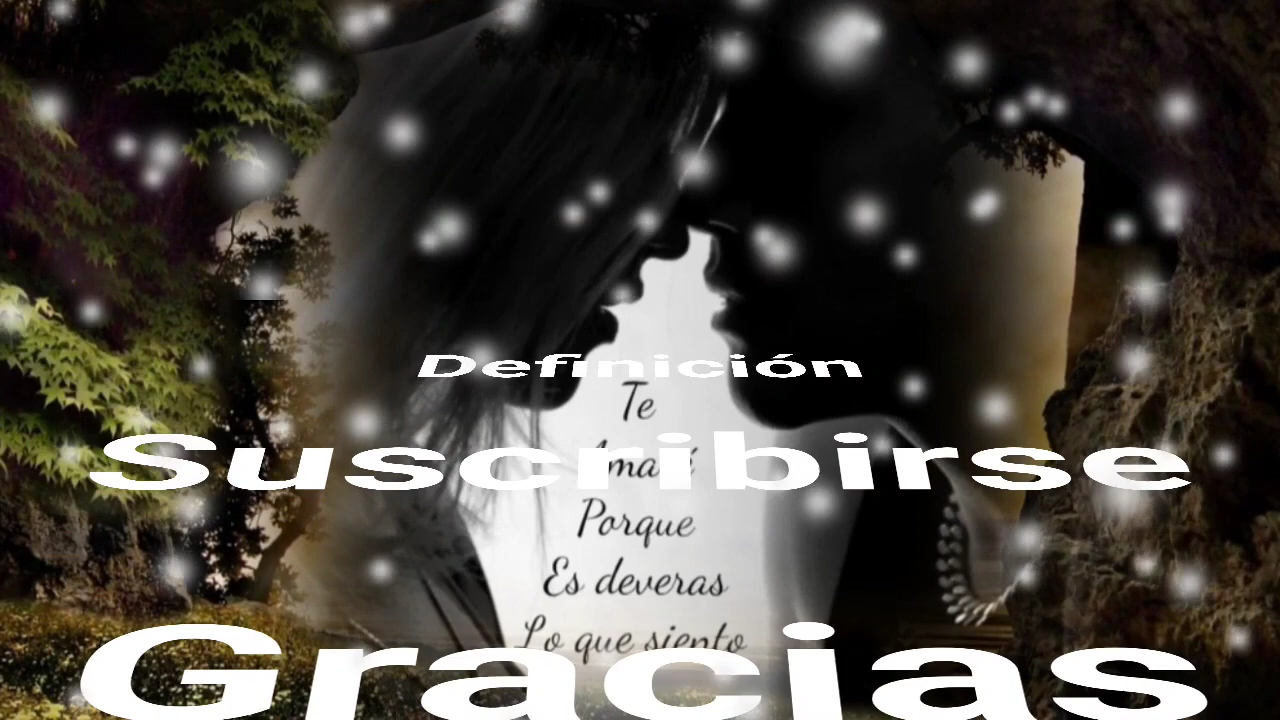 Definición
Te
Suscribirse
Porque
Es deveras
Lo que siento
Gracias